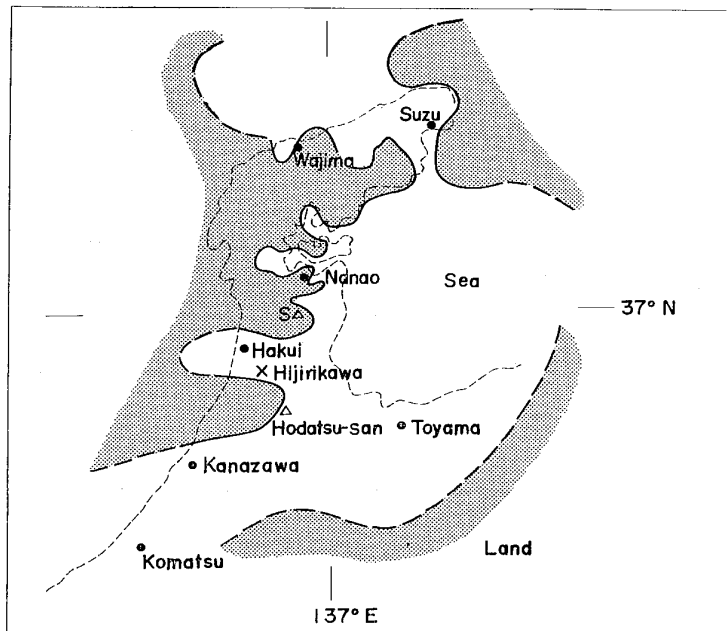 Suzu
Wajima
Nanao
Sea
S
37° N
Hakui
Hijirikawa
Hodatsu-san
Toyama
Kanazawa
Land
Komatsu
137° E